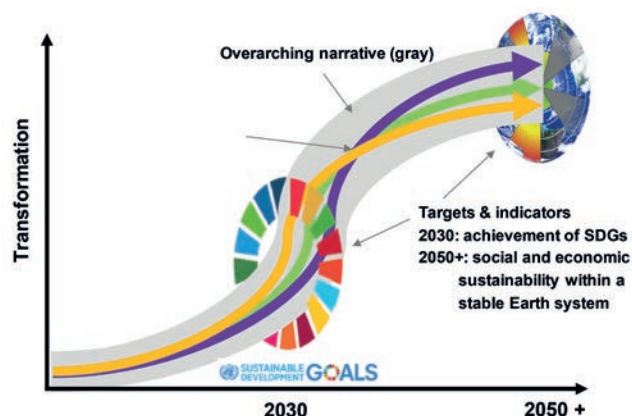 Overarching narrative (gray)
Transformation
Targets & indicators
2030: achievement of SDGs
2050+: social and economic
sustainability within a
stable Earth system
SUSTAINABLE
DEVELOPMENT GOALS
2030
2050 +